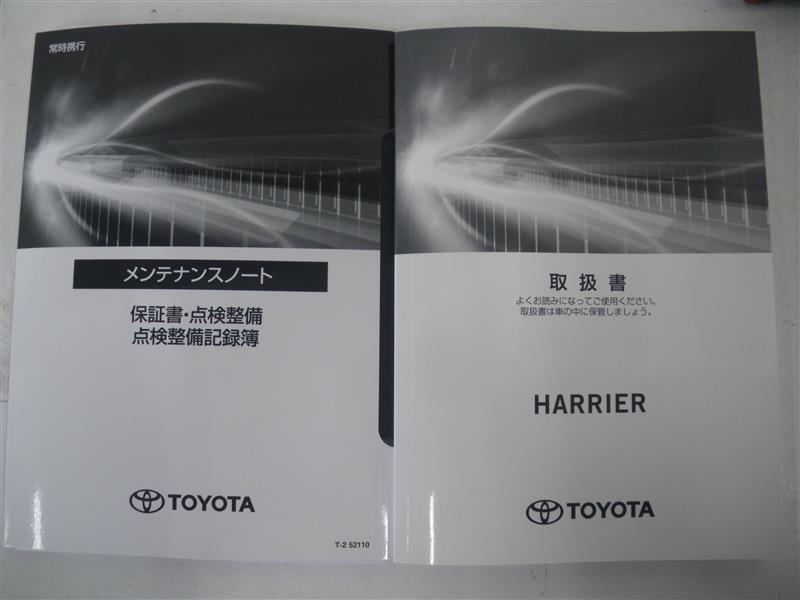 常時携行
メンテナンスノート
保証書・点検整備
点検整備記録簿
TOYOTA
T-2 52110
取扱書
よくお読みになってご使用ください。
取扱書は車の中に保管しましょう。
HARRIER
TOYOTA